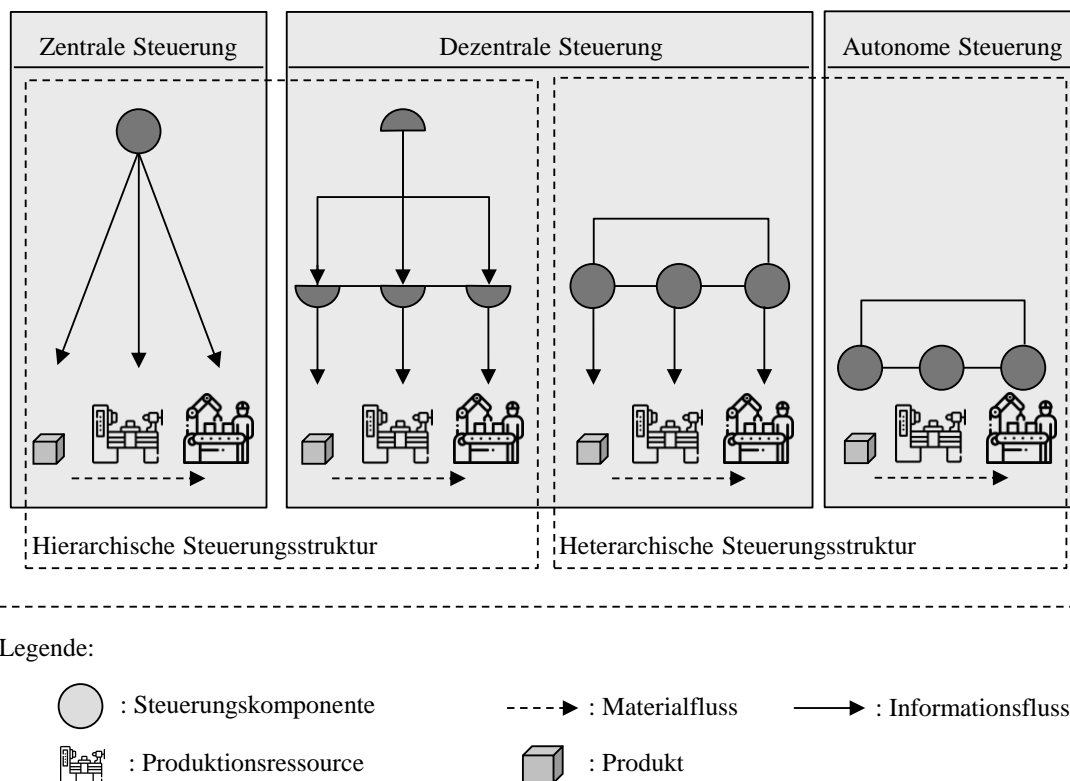 Zentrale Steuerung
Dezentrale Steuerung
Autonome Steuerung
Hierarchische Steuerungsstruktur
Heterarchische Steuerungsstruktur
Legende:
: Steuerungskomponente
: Materialfluss
: Informationsfluss
: Produktionsressource
: Produkt